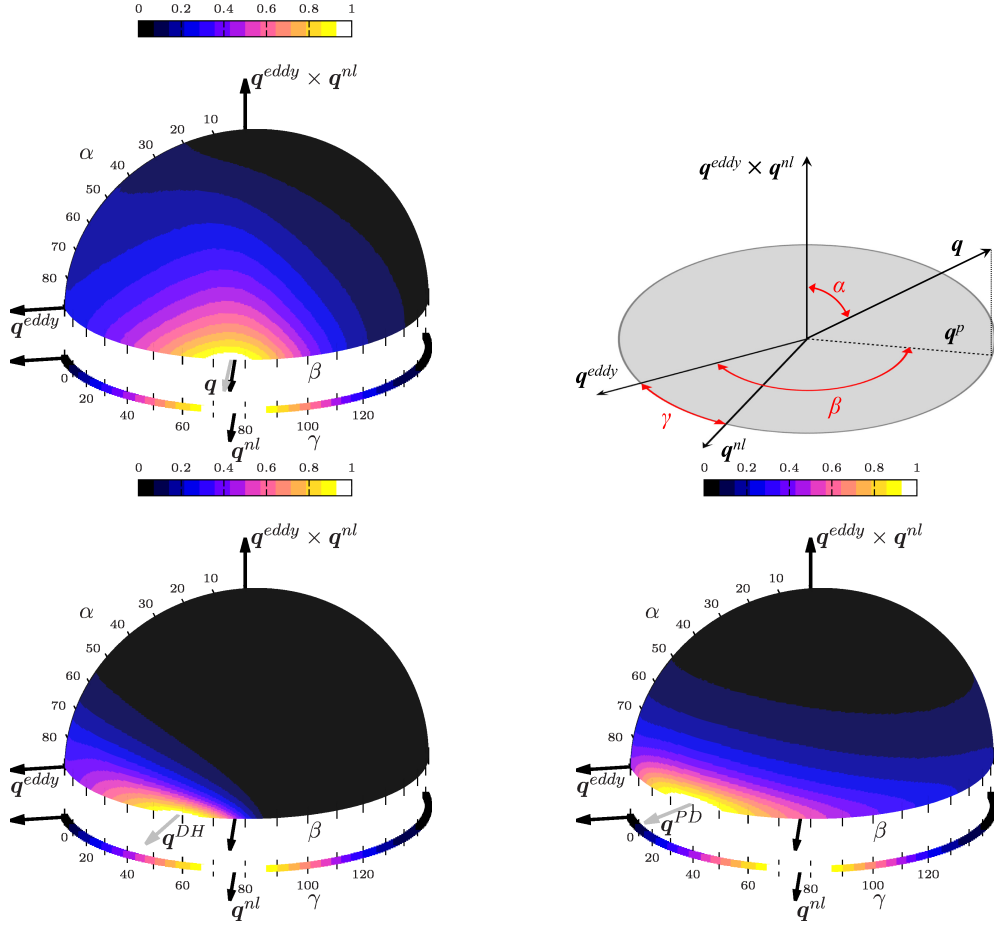 0 0.2 0.4 0.6 0.8 1
q^{eddy} × q^{nl}
10
20
30
40
50
60
70
80
α
q^{eddy}
q
β
0 20 40 60 80 100 120
q^{nl}
γ
q^{eddy} × q^{nl}
α
q
q^p
q^{eddy}
β
γ
q^{nl}
0 0.2 0.4 0.6 0.8 1
q^{eddy} × q^{nl}
10
20
30
40
50
60
70
80
α
q^{eddy}
q^{DH}
β
0 20 40 60 80 100 120
q^{nl}
γ
0 0.2 0.4 0.6 0.8 1
q^{eddy} × q^{nl}
10
20
30
40
50
60
70
80
α
q^{eddy}
q^{PD}
β
0 20 40 60 80 100 120
q^{nl}
γ